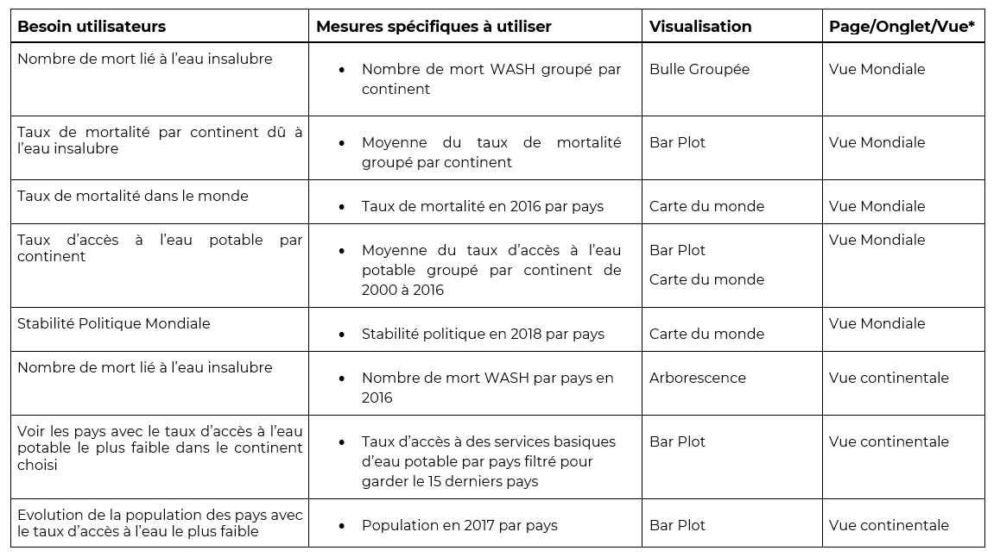 Besoin utilisateurs
Mesures spécifiques à utiliser
Visualisation
Page/Onglet/Vue*
Nombre de mort lié à l’eau insalubre
• Nombre de mort WASH groupé par
continent
Bulle Groupée
Vue Mondiale
Taux de mortalité par continent dû à
l’eau insalubre
• Moyenne du taux de mortalité
groupé par continent
Bar Plot
Vue Mondiale
Taux de mortalité dans le monde
• Taux de mortalité en 2016 par pays
Carte du monde
Vue Mondiale
Taux d’accès à l’eau potable par
continent
• Moyenne du taux d’accès à l’eau
potable groupé par continent de
2000 à 2016
Bar Plot
Carte du monde
Vue Mondiale
Stabilité Politique Mondiale
• Stabilité politique en 2018 par pays
Carte du monde
Vue Mondiale
Nombre de mort lié à l’eau insalubre
• Nombre de mort WASH par pays en
2016
Arborescence
Vue continentale
Voir les pays avec le taux d’accès à l’eau
potable le plus faible dans le continent
choisi
• Taux d’accès à des services basiques
d’eau potable par pays filtré pour
garder le 15 derniers pays
Bar Plot
Vue continentale
Evolution de la population des pays avec
le taux d’accès à l’eau le plus faible
• Population en 2017 par pays
Bar Plot
Vue continentale